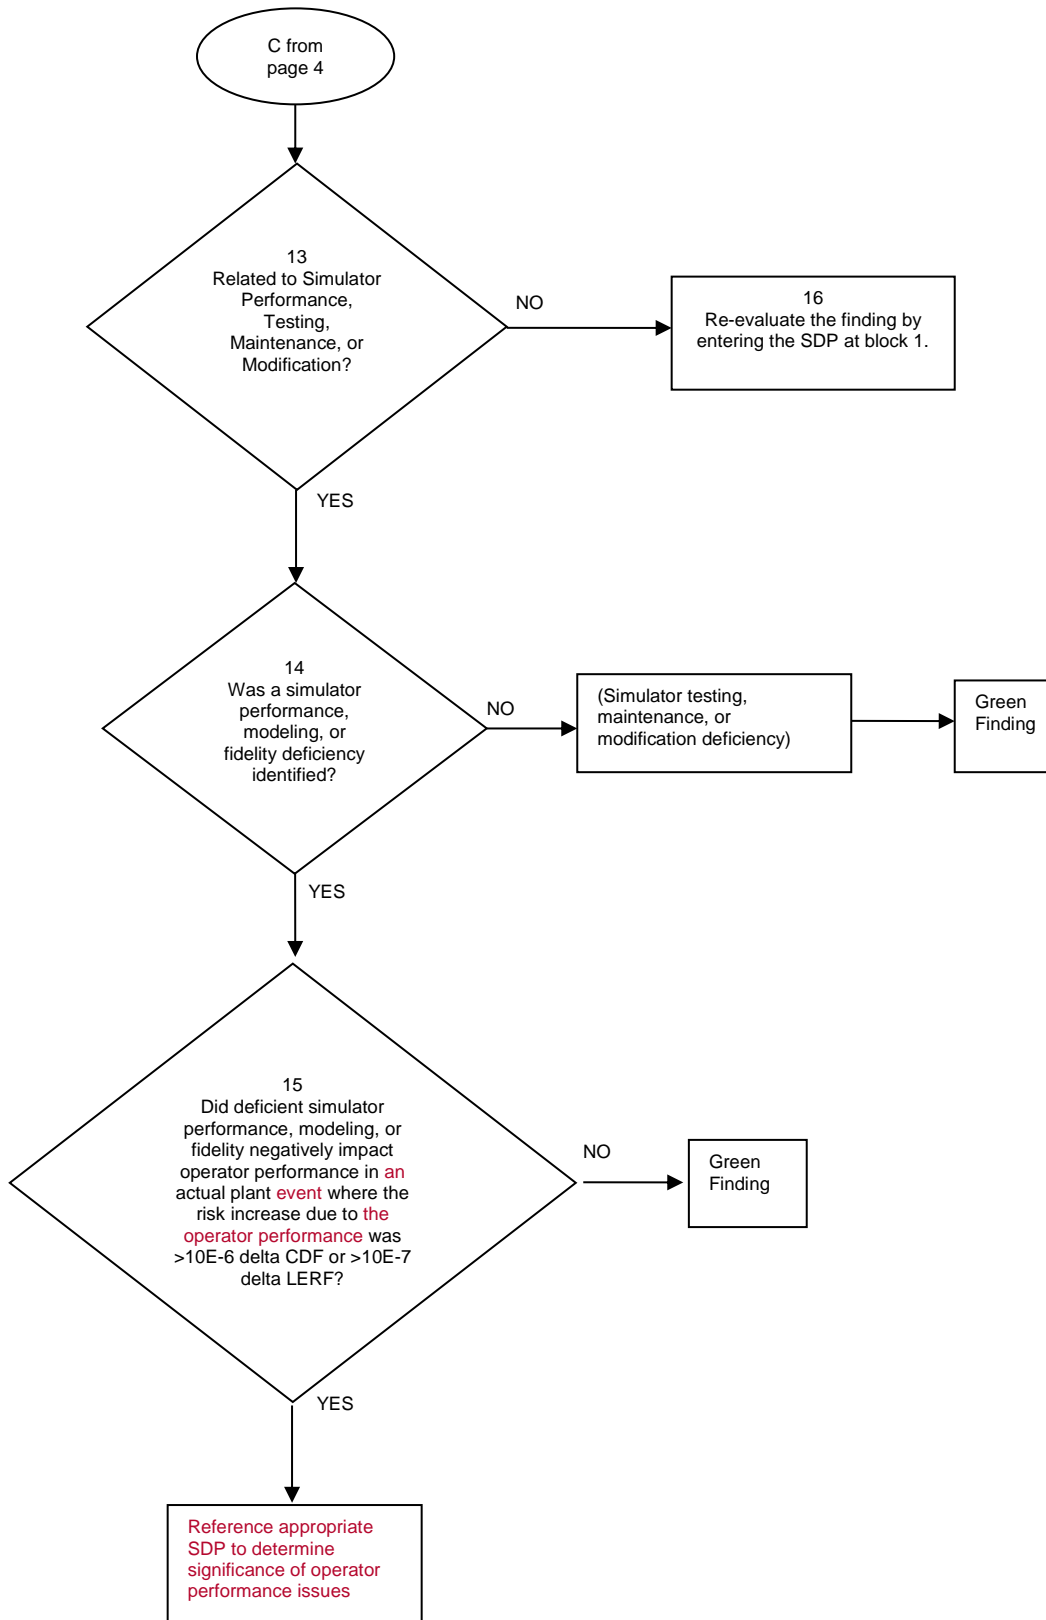 C from
page 4
13
Related to Simulator
Performance,
Testing,
Maintenance, or
Modification?
NO
16
Re-evaluate the finding by
entering the SDP at block 1.
YES
14
Was a simulator
performance,
modeling, or
fidelity deficiency
identified?
NO
(Simulator testing,
maintenance, or
modification deficiency)
Green
Finding
YES
15
Did deficient simulator
performance, modeling, or
fidelity negatively impact
operator performance in an
actual plant event where the
risk increase due to the
operator performance was
>10E-6 delta CDF or >10E-7
delta LERF?
NO
Green
Finding
YES
Reference appropriate
SDP to determine
significance of operator
performance issues